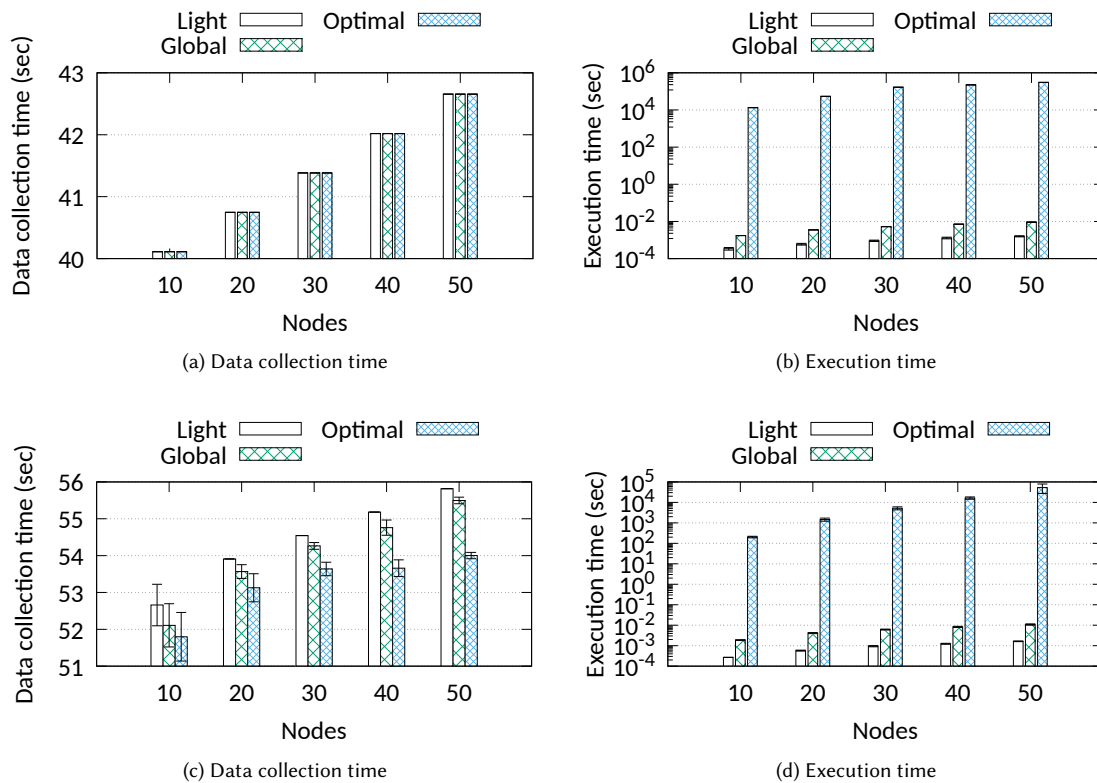 Light Optimal
Global
Data collection time (sec)
43
42
41
40
10 20 30 40 50
Nodes
(a) Data collection time
Light Optimal
Global
Execution time (sec)
10^6
10^4
10^2
10^0
10^-2
10^-4
10 20 30 40 50
Nodes
(b) Execution time
Light Optimal
Global
Data collection time (sec)
56
55
54
53
52
51
10 20 30 40 50
Nodes
(c) Data collection time
Light Optimal
Global
Execution time (sec)
10^5
10^4
10^3
10^2
10^1
10^0
10^-1
10^-2
10^-3
10^-4
10 20 30 40 50
Nodes
(d) Execution time